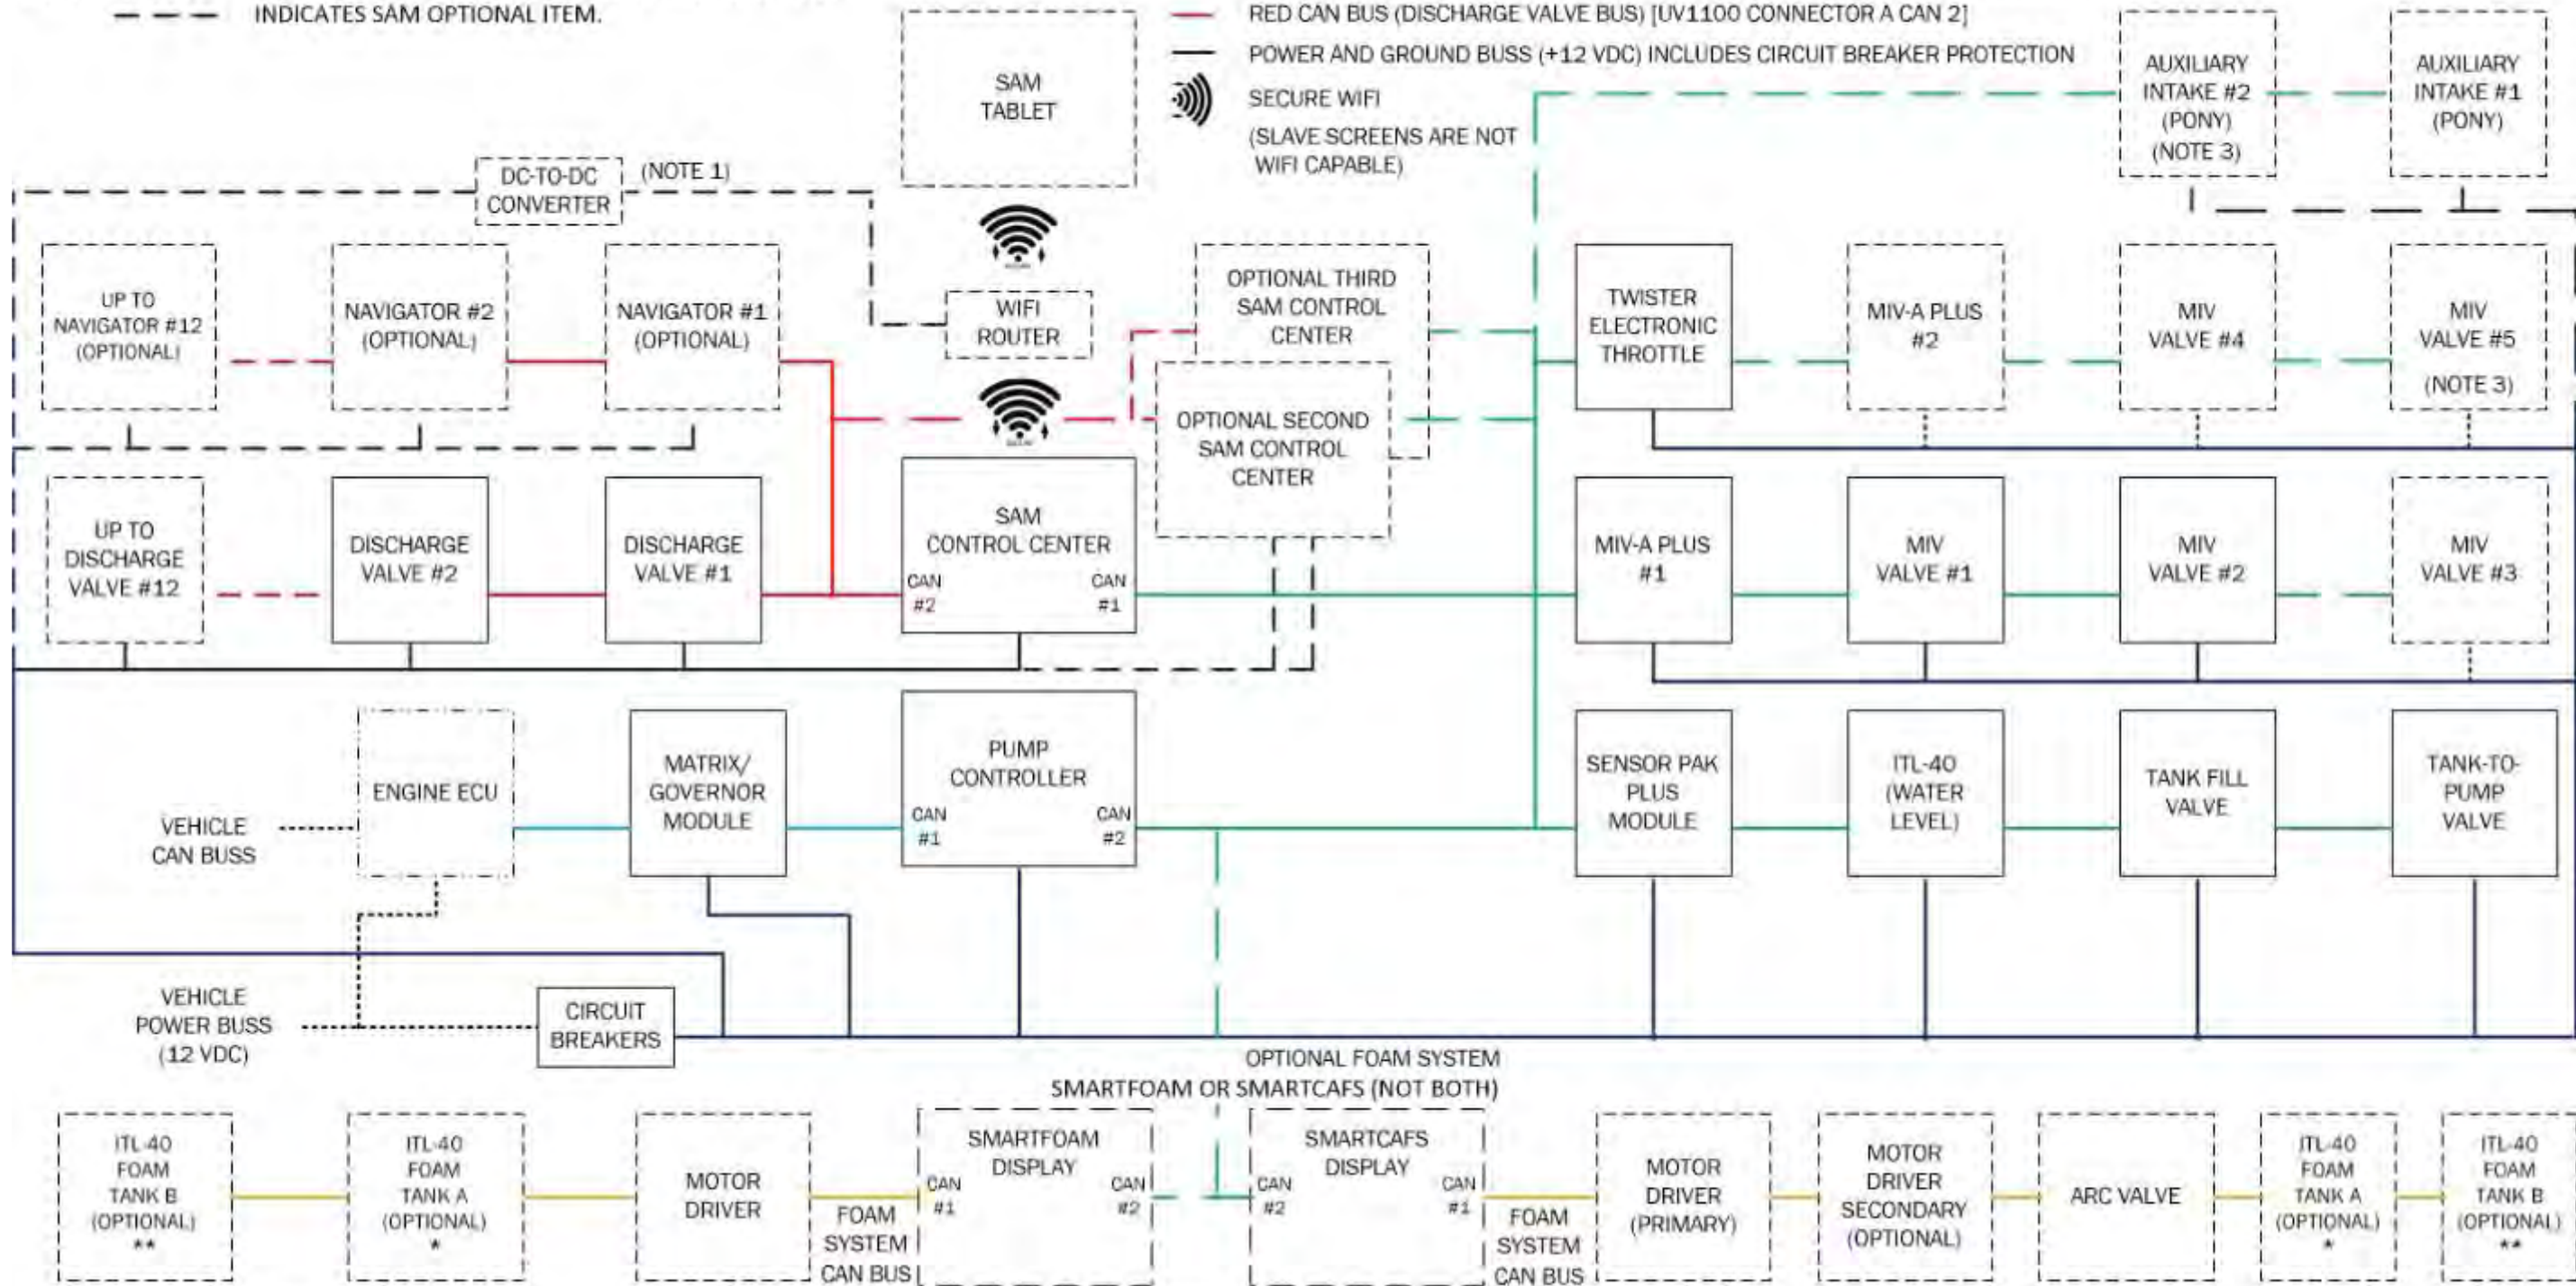 INDICATES SAM OPTIONAL ITEM.
RED CAN BUS (DISCHARGE VALVE BUS) [UV1100 CONNECTOR A CAN 2]
POWER AND GROUND BUSS (+12 VDC) INCLUDES CIRCUIT BREAKER PROTECTION
SECURE WIFI
(SLAVE SCREENS ARE NOT
WIFI CAPABLE)
SAM
TABLET
AUXILIARY
INTAKE #2
(PONY)
(NOTE 3)
AUXILIARY
INTAKE #1
(PONY)
DC-TO-DC
CONVERTER
(NOTE 1)
UP TO
NAVIGATOR #12
(OPTIONAL)
NAVIGATOR #2
(OPTIONAL)
NAVIGATOR #1
(OPTIONAL)
WIFI
ROUTER
OPTIONAL THIRD
SAM CONTROL
CENTER
OPTIONAL SECOND
SAM CONTROL
CENTER
TWISTER
ELECTRONIC
THROTTLE
MIV-A PLUS
#2
MIV
VALVE #4
MIV
VALVE #5
(NOTE 3)
UP TO
DISCHARGE
VALVE #12
DISCHARGE
VALVE #2
DISCHARGE
VALVE #1
SAM
CONTROL CENTER
CAN
#2
CAN
#1
MIV-A PLUS
#1
MIV
VALVE #1
MIV
VALVE #2
MIV
VALVE #3
VEHICLE
CAN BUSS
ENGINE ECU
MATRIX/
GOVERNOR
MODULE
PUMP
CONTROLLER
CAN
#1
CAN
#2
SENSOR PAK
PLUS
MODULE
ITL-40
(WATER
LEVEL)
TANK FILL
VALVE
TANK-TO-
PUMP
VALVE
VEHICLE
POWER BUSS
(12 VDC)
CIRCUIT
BREAKERS
OPTIONAL FOAM SYSTEM
SMARTFOAM OR SMARTCAFS (NOT BOTH)
ITL-40
FOAM
TANK B
(OPTIONAL)
**
ITL-40
FOAM
TANK A
(OPTIONAL)
*
MOTOR
DRIVER
FOAM
SYSTEM
CAN BUS
SMARTFOAM
DISPLAY
CAN
#1
CAN
#2
SMARTCAFS
DISPLAY
CAN
#2
CAN
#1
FOAM
SYSTEM
CAN BUS
MOTOR
DRIVER
(PRIMARY)
MOTOR
DRIVER
SECONDARY
(OPTIONAL)
ARC VALVE
ITL-40
FOAM
TANK A
(OPTIONAL)
*
ITL-40
FOAM
TANK B
(OPTIONAL)
**